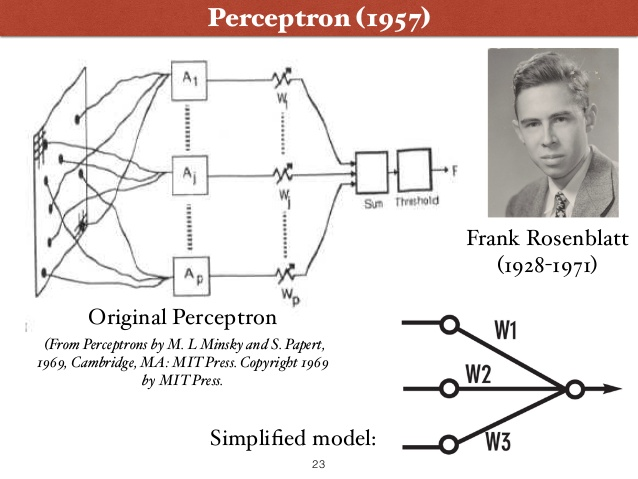 Perceptron (1957)
A1
Wi
Aj
Wj
Sum
Threshold
F
Ap
Wp
Frank Rosenblatt
(1928-1971)
Original Perceptron
(From Perceptrons by M. L Minsky and S. Papert,
1969, Cambridge, MA: MIT Press. Copyright 1969
by MIT Press.
W1
W2
W3
Simplified model:
23